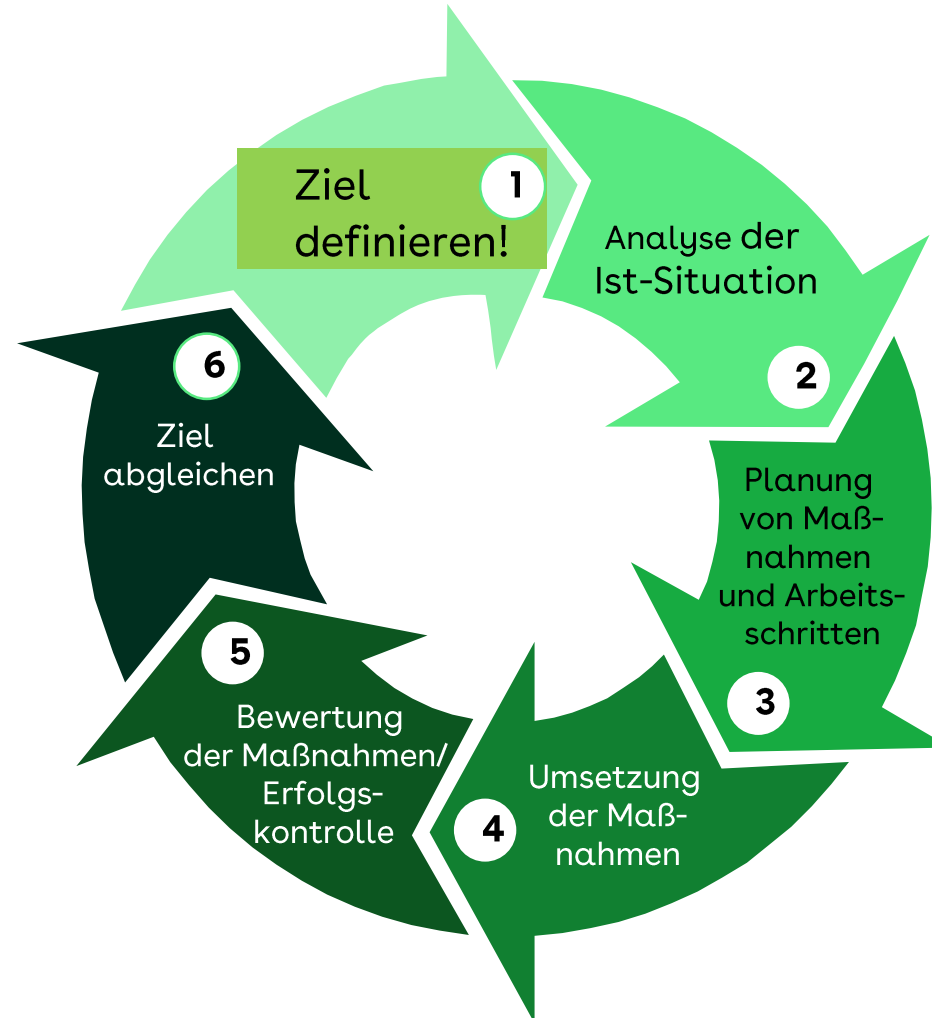 Ziel
definieren!
1
Analyse der
Ist-Situation
2
Planung
von Maß-
nahmen
und Arbeits-
schritten
3
Umsetzung
der Maß-
nahmen
4
Bewertung
der Maßnahmen/
Erfolgs-
kontrolle
5
Ziel
abgleichen
6